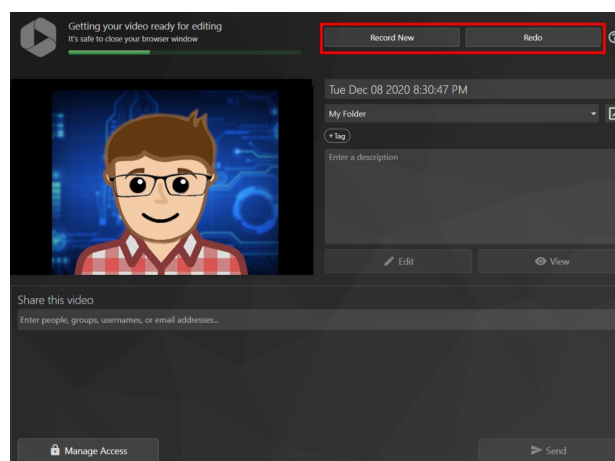 Getting your video ready for editing
It's safe to close your browser window
Record New
Redo
Tue Dec 08 2020 8:30:47 PM
My Folder
+Tag
Enter a description
Edit
View
Share this video
Enter people, groups, usernames, or email addresses...
Manage Access
Send